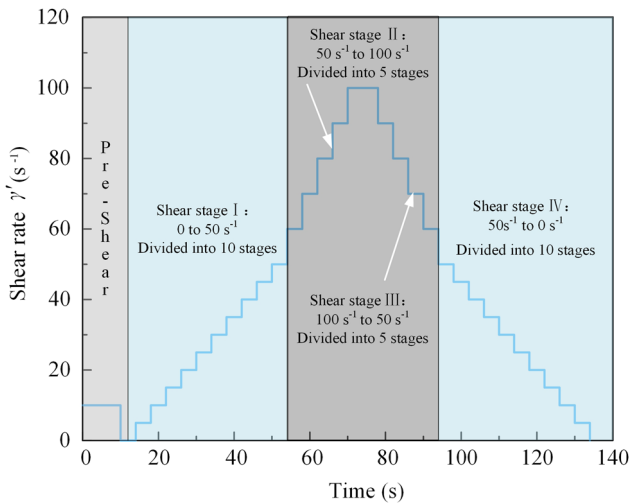 120
100
80
60
40
20
0
Shear rate γ′ (s⁻¹)
Pre-Shear
Shear stage Ⅰ:
0 to 50 s⁻¹
Divided into 10 stages
Shear stage Ⅱ:
50 s⁻¹ to 100 s⁻¹
Divided into 5 stages
Shear stage Ⅲ:
100 s⁻¹ to 50 s⁻¹
Divided into 5 stages
Shear stage Ⅳ:
50s⁻¹ to 0 s⁻¹
Divided into 10 stages
0 20 40 60 80 100 120 140
Time (s)